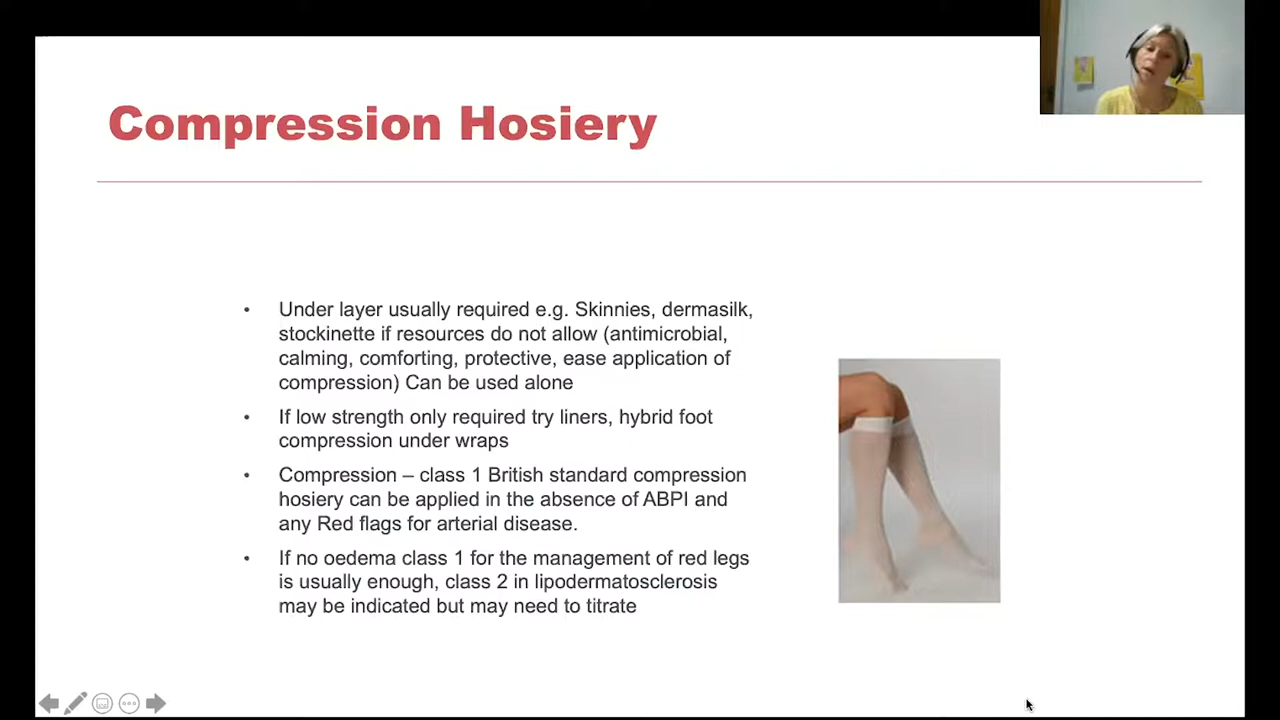 Compression Hosiery
• Under layer usually required e.g. Skinnies, dermasilk,
stockinette if resources do not allow (antimicrobial,
calming, comforting, protective, ease application of
compression) Can be used alone
• If low strength only required try liners, hybrid foot
compression under wraps
• Compression – class 1 British standard compression
hosiery can be applied in the absence of ABPI and
any Red flags for arterial disease.
• If no oedema class 1 for the management of red legs
is usually enough, class 2 in lipodermatosclerosis
may be indicated but may need to titrate